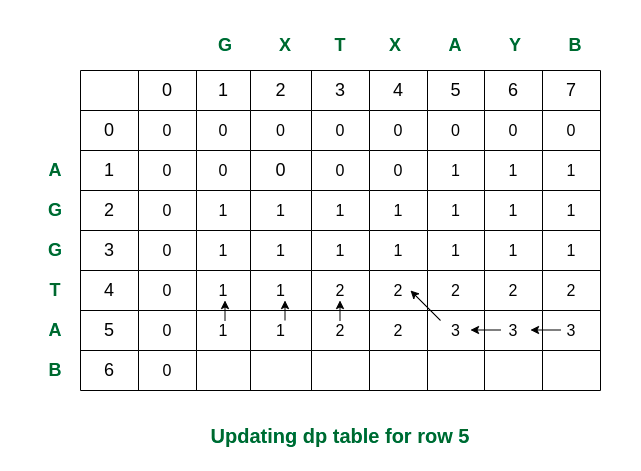 G X T X A Y B
0 1 2 3 4 5 6 7
0 0 0 0 0 0 0 0 0
A 1 0 0 0 0 0 1 1 1
G 2 0 1 1 1 1 1 1 1
G 3 0 1 1 1 1 1 1 1
T 4 0 1 1 2 2 2 2 2
A 5 0 1 1 2 2 3 3 3
B 6 0
Updating dp table for row 5